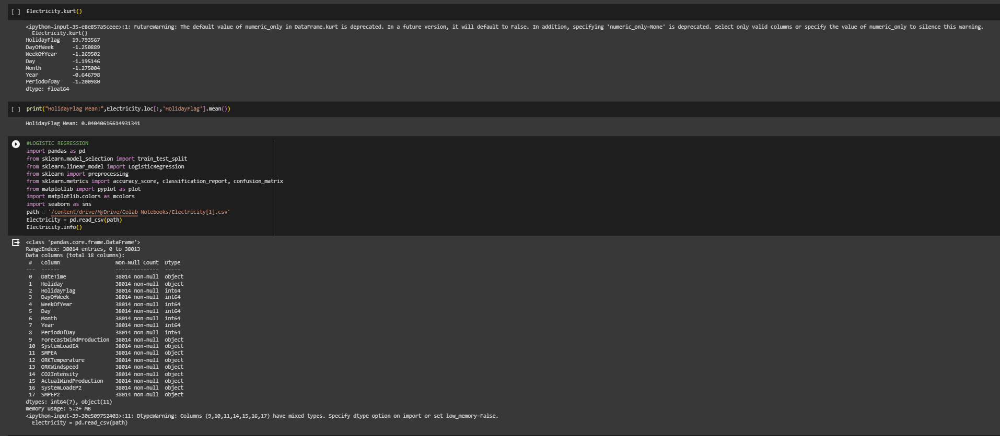 [ ] Electricity.kurt()
<ipython-input-35-e8e857a5ceee>:1: FutureWarning: The default value of numeric_only in DataFrame.kurt is deprecated. In a future version, it will default to False. In addition, specifying 'numeric_only=None' is deprecated. Select only valid columns or specify the value of numeric_only to silence this warning.
  Electricity.kurt()
HolidayFlag    19.793567
DayOfWeek      -1.250889
WeekOfYear     -1.269502
Day            -1.195146
Month          -1.275004
Year           -0.646798
PeriodOfDay    -1.200980
dtype: float64
[ ] print("HolidayFlag Mean:",Electricity.loc[:,'HolidayFlag'].mean())
HolidayFlag Mean: 0.04040616614931341
#LOGISTIC REGRESSION
import pandas as pd
from sklearn.model_selection import train_test_split
from sklearn.linear_model import LogisticRegression
from sklearn import preprocessing
from sklearn.metrics import accuracy_score, classification_report, confusion_matrix
from matplotlib import pyplot as plot
import matplotlib.colors as mcolors
import seaborn as sns
path = '/content/drive/MyDrive/Colab Notebooks/Electricity[1].csv'
Electricity = pd.read_csv(path)
Electricity.info()
<class 'pandas.core.frame.DataFrame'>
RangeIndex: 38014 entries, 0 to 38013
Data columns (total 18 columns):
 #   Column                  Non-Null Count  Dtype
---  ------                  --------------  -----
 0   DateTime                38014 non-null  object
 1   Holiday                 38014 non-null  object
 2   HolidayFlag             38014 non-null  int64
 3   DayOfWeek               38014 non-null  int64
 4   WeekOfYear              38014 non-null  int64
 5   Day                     38014 non-null  int64
 6   Month                   38014 non-null  int64
 7   Year                    38014 non-null  int64
 8   PeriodOfDay             38014 non-null  int64
 9   ForecastWindProduction  38014 non-null  object
 10  SystemLoadEA            38014 non-null  object
 11  SMPEA                   38014 non-null  object
 12  ORKTemperature          38014 non-null  object
 13  ORKWindspeed            38014 non-null  object
 14  CO2Intensity            38014 non-null  object
 15  ActualWindProduction    38014 non-null  object
 16  SystemLoadEP2           38014 non-null  object
 17  SMPEP2                  38014 non-null  object
dtypes: int64(7), object(11)
memory usage: 5.2+ MB
<ipython-input-39-30e509752403>:11: DtypeWarning: Columns (9,10,11,14,15,16,17) have mixed types. Specify dtype option on import or set low_memory=False.
  Electricity = pd.read_csv(path)